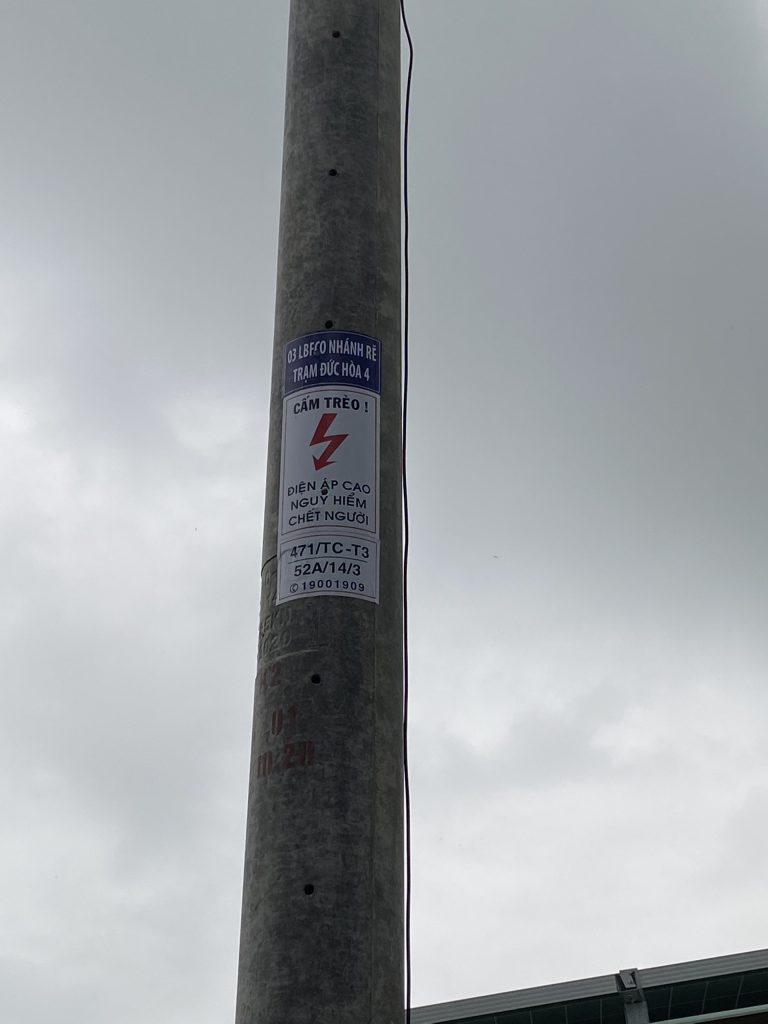 03 LBFCO NHÁNH RẼ
TRẠM ĐỨC HÒA 4
CẤM TRÈO !
ĐIỆN ÁP CAO
NGUY HIỂM
CHẾT NGƯỜI
471/TC-T3
52A/14/3
✆19001909